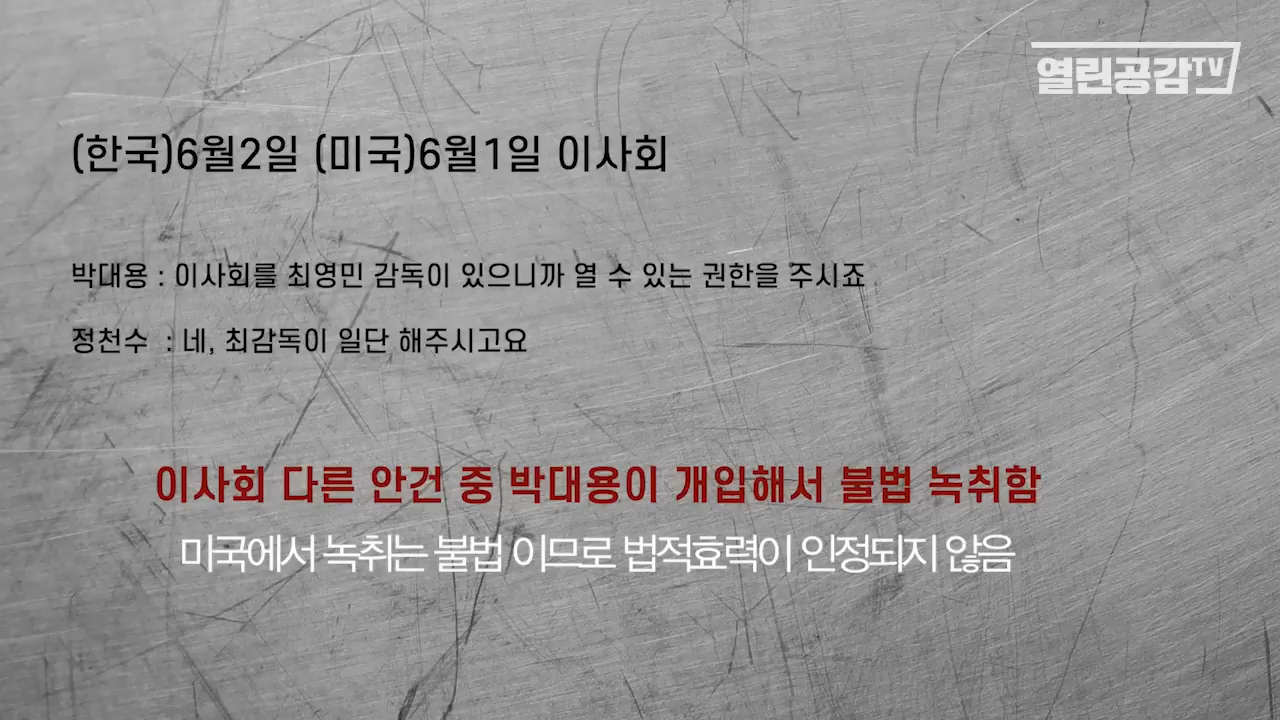 열린공감TV
(한국)6월2일 (미국)6월1일 이사회
박대용 : 이사회를 최영민 감독이 있으니까 열 수 있는 권한을 주시죠
정천수 : 네, 최감독이 일단 해주시고요
이사회 다른 안건 중 박대용이 개입해서 불법 녹취함
미국에서 녹취는 불법 이므로 법적효력이 인정되지 않음